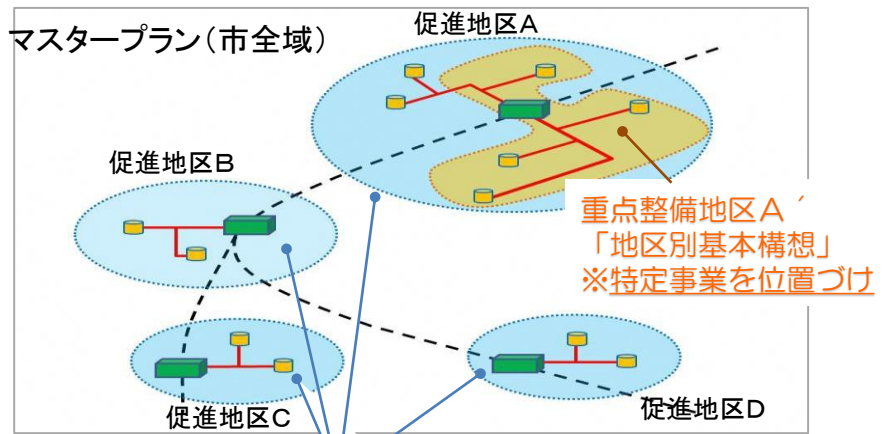 マスタープラン（市全域）
促進地区A
促進地区B
重点整備地区A ´
「地区別基本構想」
※特定事業を位置づけ
促進地区C
促進地区D